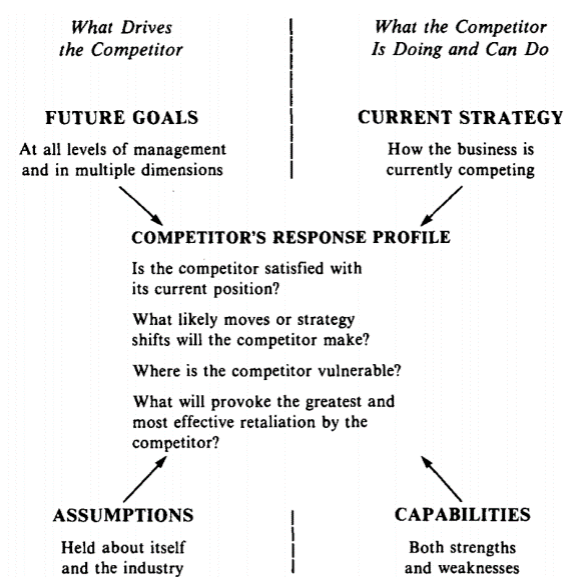 What Drives
the Competitor
What the Competitor
Is Doing and Can Do
FUTURE GOALS
At all levels of management
and in multiple dimensions
CURRENT STRATEGY
How the business is
currently competing
COMPETITOR'S RESPONSE PROFILE
Is the competitor satisfied with
its current position?
What likely moves or strategy
shifts will the competitor make?
Where is the competitor vulnerable?
What will provoke the greatest and
most effective retaliation by the
competitor?
ASSUMPTIONS
Held about itself
and the industry
CAPABILITIES
Both strengths
and weaknesses